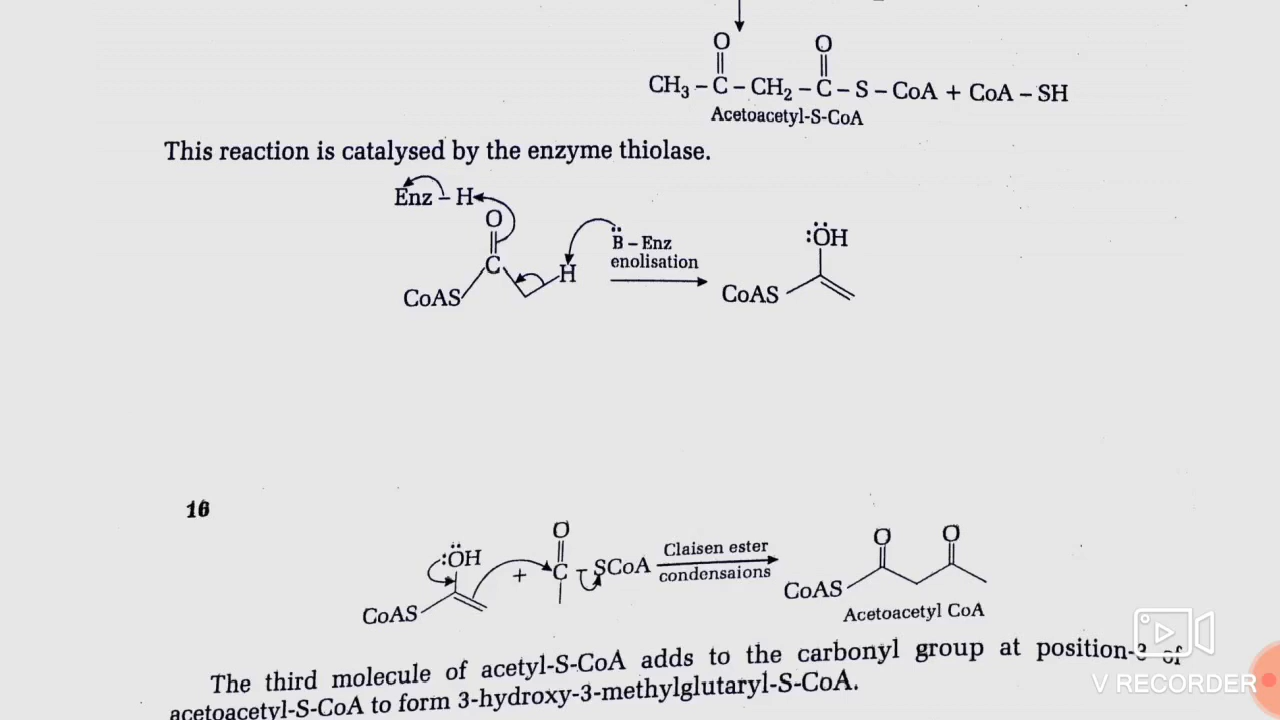 O O
CH₃ – C – CH₂ – C – S – CoA + CoA – SH
Acetoacetyl-S-CoA
This reaction is catalysed by the enzyme thiolase.
Enz – H
O
C
H
CoAS
B̈ – Enz
enolisation
:ÖH
CoAS
16
:ÖH
CoAS
+
O
C – SCoA
Claisen ester
condensaions
O O
CoAS
Acetoacetyl CoA
The third molecule of acetyl-S-CoA adds to the carbonyl group at position-3 of
acetoacetyl-S-CoA to form 3-hydroxy-3-methylglutaryl-S-CoA.
V RECORDER